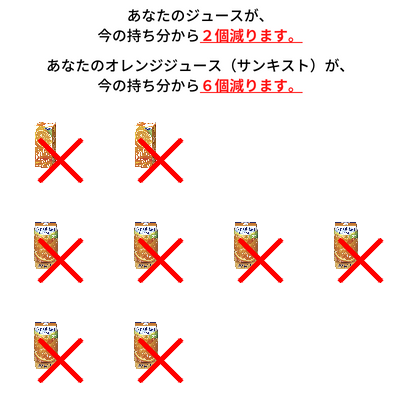 あなたのジュースが、
今の持ち分から２個減ります。
あなたのオレンジジュース（サンキスト）が、
今の持ち分から６個減ります。